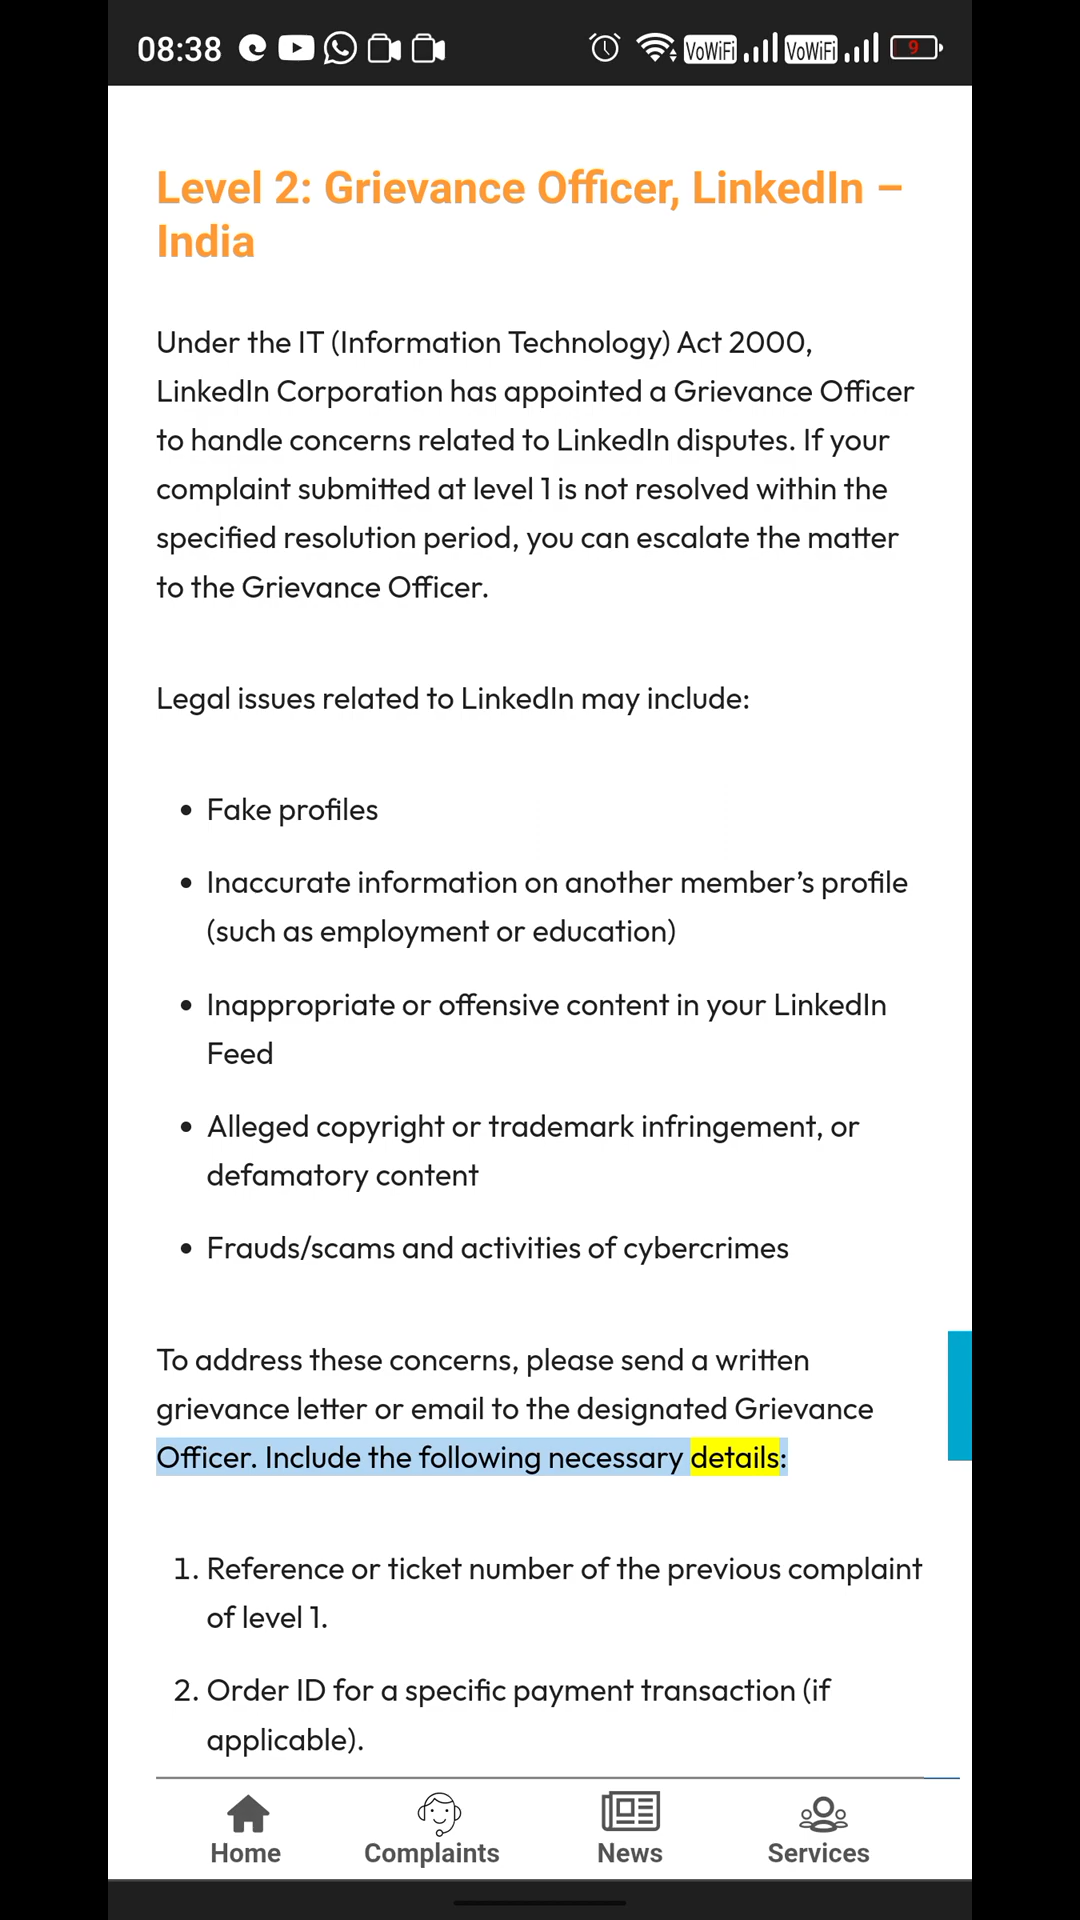 08:38 VoWiFi VoWiFi 9
Level 2: Grievance Officer, LinkedIn –
India
Under the IT (Information Technology) Act 2000,
LinkedIn Corporation has appointed a Grievance Officer
to handle concerns related to LinkedIn disputes. If your
complaint submitted at level 1 is not resolved within the
specified resolution period, you can escalate the matter
to the Grievance Officer.
Legal issues related to LinkedIn may include:
• Fake profiles
• Inaccurate information on another member’s profile
(such as employment or education)
• Inappropriate or offensive content in your LinkedIn
Feed
• Alleged copyright or trademark infringement, or
defamatory content
• Frauds/scams and activities of cybercrimes
To address these concerns, please send a written
grievance letter or email to the designated Grievance
Officer. Include the following necessary details:
1. Reference or ticket number of the previous complaint
of level 1.
2. Order ID for a specific payment transaction (if
applicable).
Home Complaints News Services